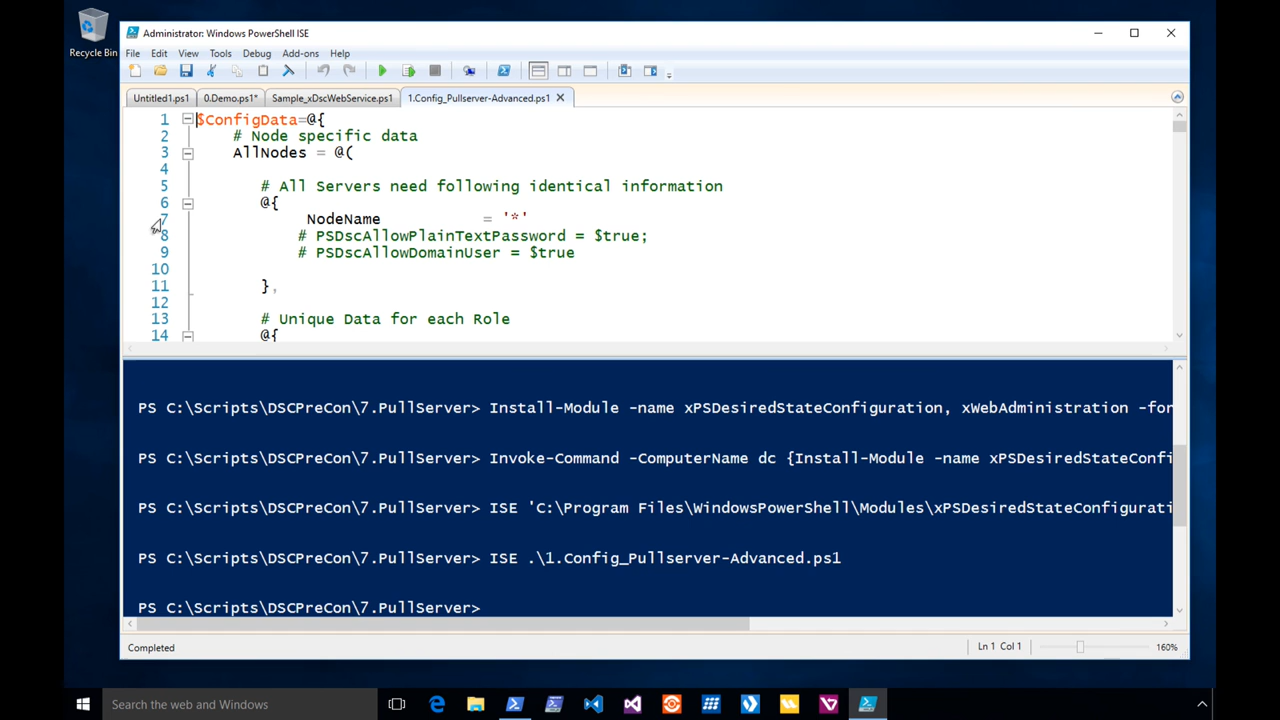 Recycle Bin
Administrator: Windows PowerShell ISE
File Edit View Tools Debug Add-ons Help
Untitled1.ps1 0.Demo.ps1* Sample_xDscWebService.ps1 1.Config_Pullserver-Advanced.ps1
1 $ConfigData=@{
2 # Node specific data
3 AllNodes = @(
4
5 # All Servers need following identical information
6 @{
7 NodeName = '*'
8 # PSDscAllowPlainTextPassword = $true;
9 # PSDscAllowDomainUser = $true
10
11 },
12
13 # Unique Data for each Role
14 @{
PS C:\Scripts\DSCPreCon\7.PullServer> Install-Module -name xPSDesiredStateConfiguration, xWebAdministration -for
PS C:\Scripts\DSCPreCon\7.PullServer> Invoke-Command -ComputerName dc {Install-Module -name xPSDesiredStateConfi
PS C:\Scripts\DSCPreCon\7.PullServer> ISE 'C:\Program Files\WindowsPowerShell\Modules\xPSDesiredStateConfigurati
PS C:\Scripts\DSCPreCon\7.PullServer> ISE .\1.Config_Pullserver-Advanced.ps1
PS C:\Scripts\DSCPreCon\7.PullServer>
Completed Ln 1 Col 1 160%
Search the web and Windows